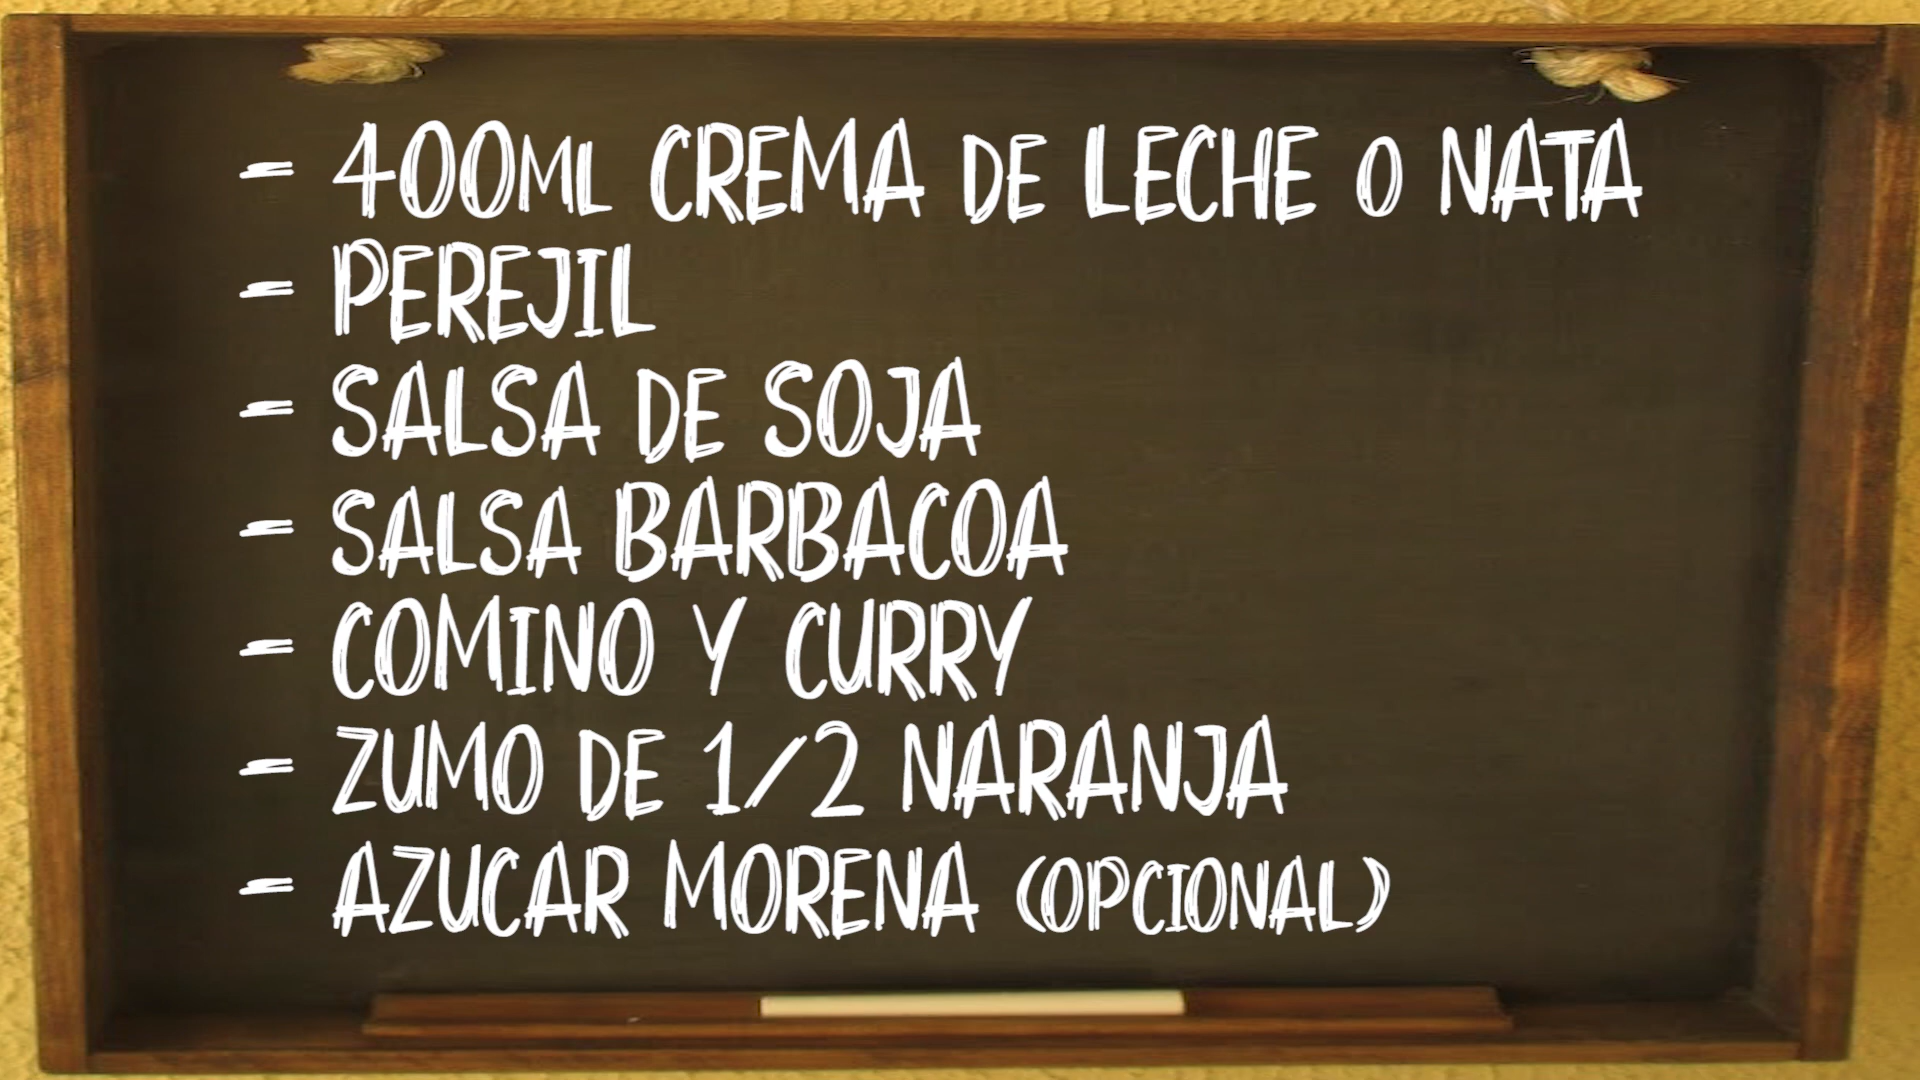 - 400ML CREMA DE LECHE O NATA
- PEREJIL
- SALSA DE SOJA
- SALSA BARBACOA
- COMINO Y CURRY
- ZUMO DE 1/2 NARANJA
- AZUCAR MORENA (OPCIONAL)